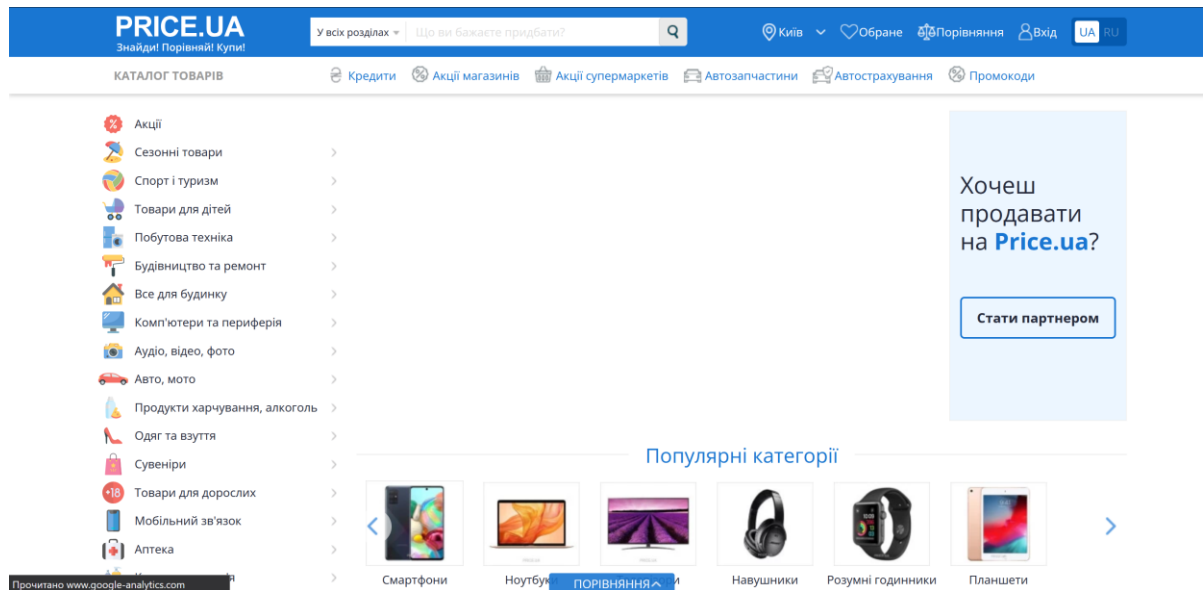 PRICE.UA
Знайди! Порівняй! Купи!
У всіх розділах
Що ви бажаєте придбати?
Київ
Обране
Порівняння
Вхід
UA RU
КАТАЛОГ ТОВАРІВ
Кредити
Акції магазинів
Акції супермаркетів
Автозапчастини
Автострахування
Промокоди
Акції
Сезонні товари
Спорт і туризм
Товари для дітей
Побутова техніка
Будівництво та ремонт
Все для будинку
Комп'ютери та периферія
Аудіо, відео, фото
Авто, мото
Продукти харчування, алкоголь
Одяг та взуття
Сувеніри
+18
Товари для дорослих
Мобільний зв'язок
Аптека
Хочеш
продавати
на Price.ua?
Стати партнером
Популярні категорії
Смартфони
Ноутбуки
Навушники
Розумні годинники
Планшети
ПОРІВНЯННЯ
Прочитано www.google-analytics.com